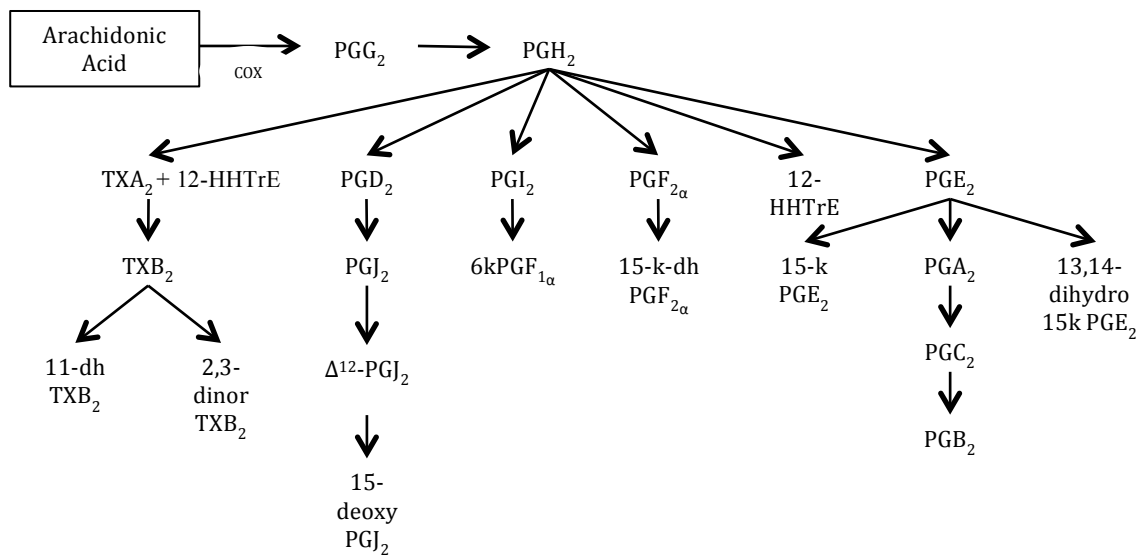 Arachidonic
Acid
COX
PGG₂
PGH₂
TXA₂ + 12-HHTrE
PGD₂
PGI₂
PGF₂α
12-
HHTrE
PGE₂
TXB₂
PGJ₂
6kPGF₁α
15-k-dh
PGF₂α
15-k
PGE₂
PGA₂
13,14-
dihydro
15k PGE₂
11-dh
TXB₂
2,3-
dinor
TXB₂
Δ¹²-PGJ₂
PGC₂
PGB₂
15-
deoxy
PGJ₂